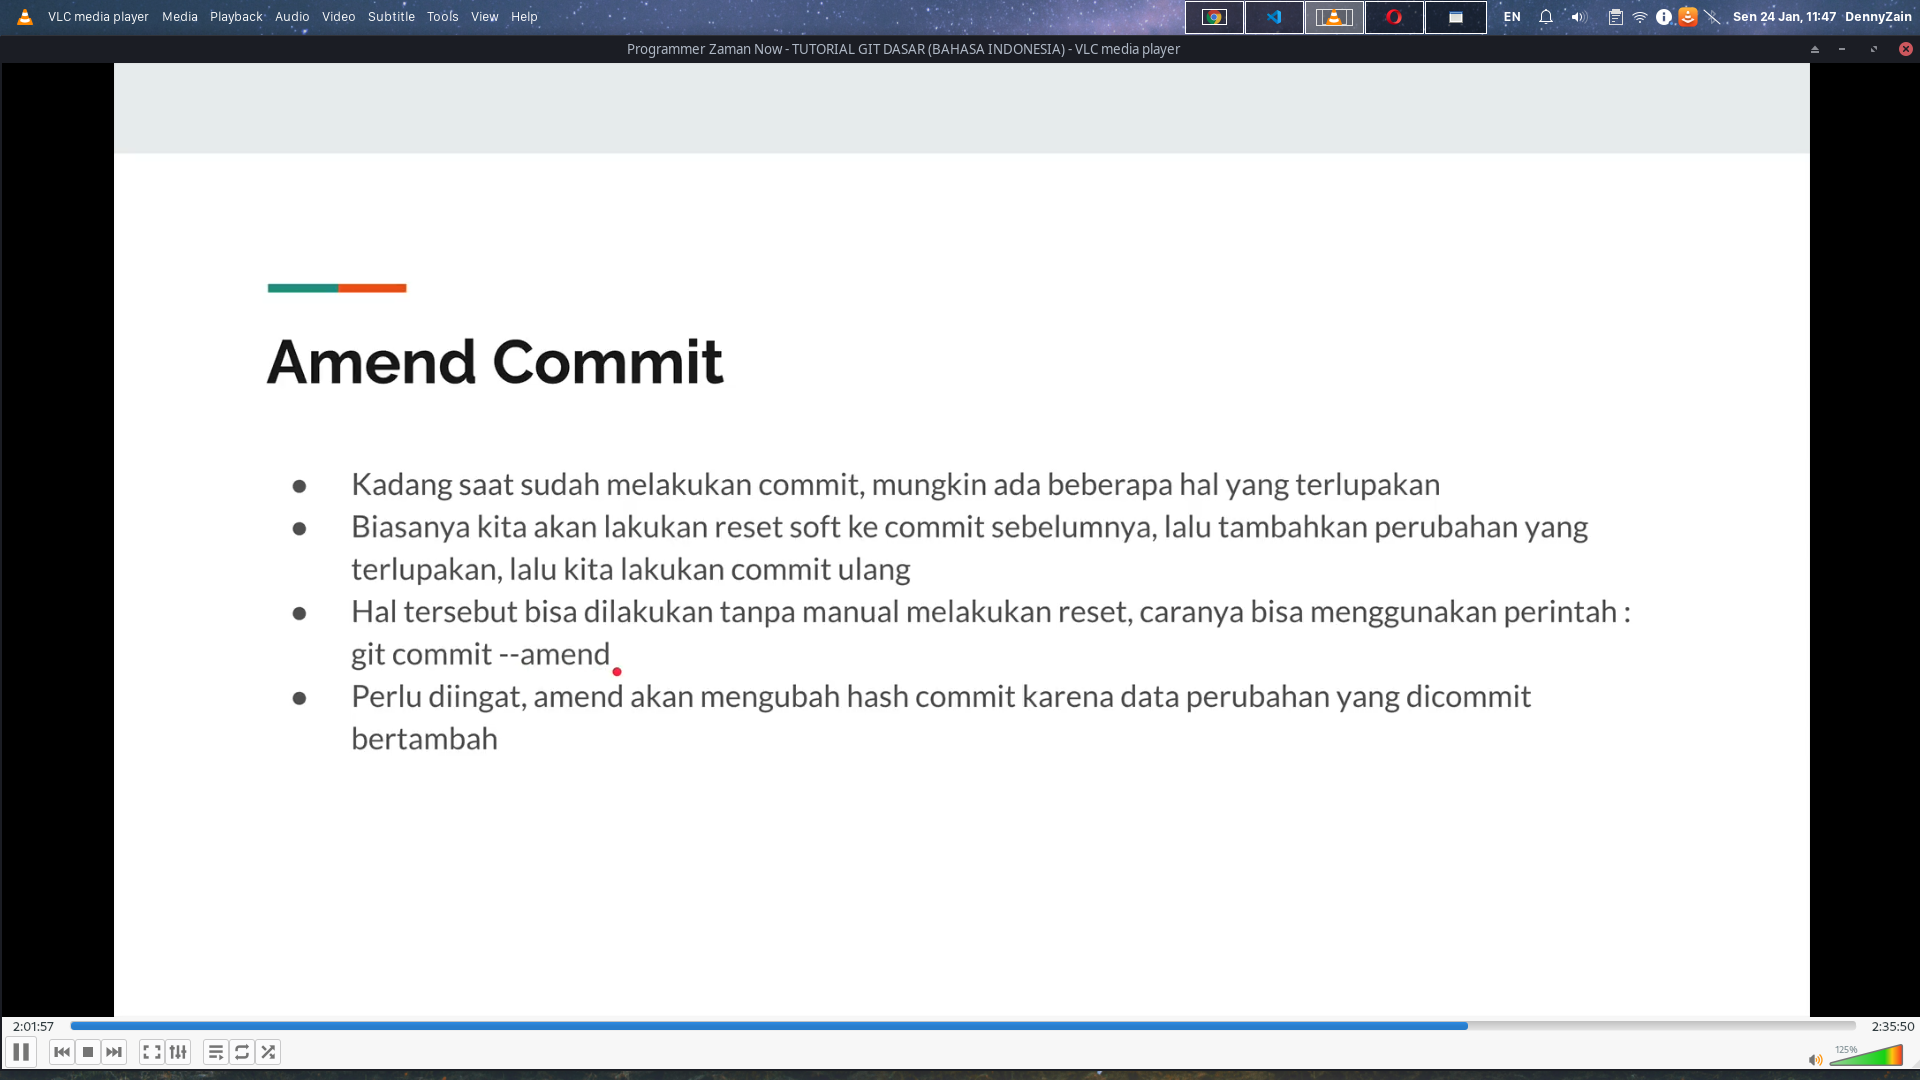 VLC media player Media Playback Audio Video Subtitle Tools View Help EN Sen 24 Jan, 11:47 DennyZain
Programmer Zaman Now - TUTORIAL GIT DASAR (BAHASA INDONESIA) - VLC media player
Amend Commit
● Kadang saat sudah melakukan commit, mungkin ada beberapa hal yang terlupakan
● Biasanya kita akan lakukan reset soft ke commit sebelumnya, lalu tambahkan perubahan yang
terlupakan, lalu kita lakukan commit ulang
● Hal tersebut bisa dilakukan tanpa manual melakukan reset, caranya bisa menggunakan perintah :
git commit --amend
● Perlu diingat, amend akan mengubah hash commit karena data perubahan yang dicommit
bertambah
2:01:57 2:35:50
125%